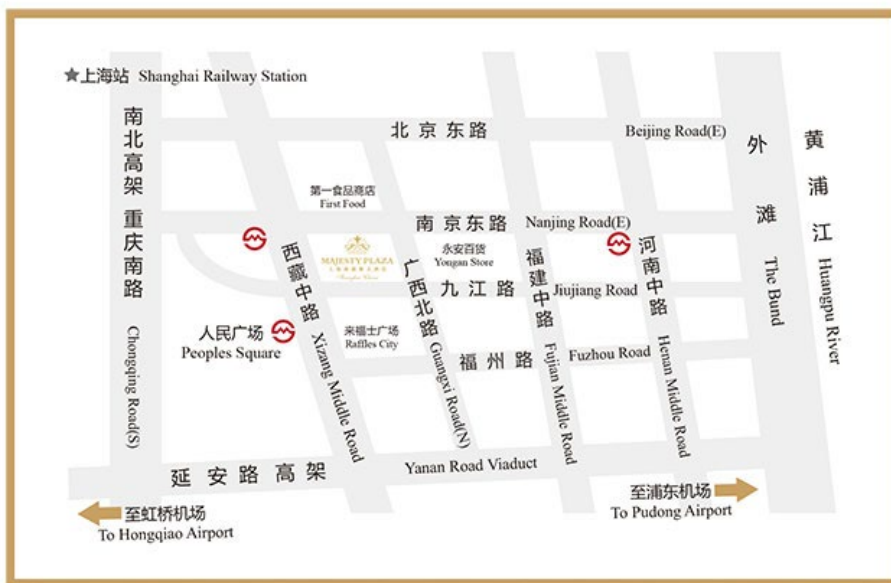 上海站 Shanghai Railway Station
南北高架 重庆南路
Chongqing Road(S)
北京东路
Beijing Road(E)
外滩
The Bund
黄浦江
Huangpu River
第一食品商店
First Food
南京东路 Nanjing Road(E)
西藏中路
Xizang Middle Road
MAJESTY PLAZA
Shanghai China
广西北路
Guangxi Road(N)
永安百货
Yongan Store
福建中路
Fujian Middle Road
河南中路
Henan Middle Road
九江路 Jiujiang Road
人民广场
Peoples Square
来福士广场
Raffles City
福州路 Fuzhou Road
延安路高架 Yanan Road Viaduct
至虹桥机场
To Hongqiao Airport
至浦东机场
To Pudong Airport